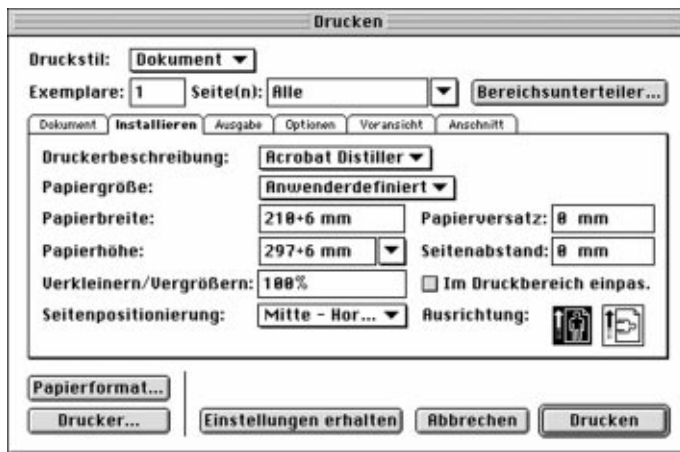 Drucken
Druckstil: Dokument
Exemplare: 1 Seite(n): Alle Bereichsunterteiler...
Dokument Installieren Ausgabe Optionen Voransicht Anschnitt
Druckerbeschreibung: Acrobat Distiller
Papiergröße: Anwenderdefiniert
Papierbreite: 210+6 mm Papierversatz: 0 mm
Papierhöhe: 297+6 mm Seitenabstand: 0 mm
Verkleinern/Vergrößern: 100% Im Druckbereich einpas.
Seitenpositionierung: Mitte - Hor... Ausrichtung:
Papierformat...
Drucker... Einstellungen erhalten Abbrechen Drucken